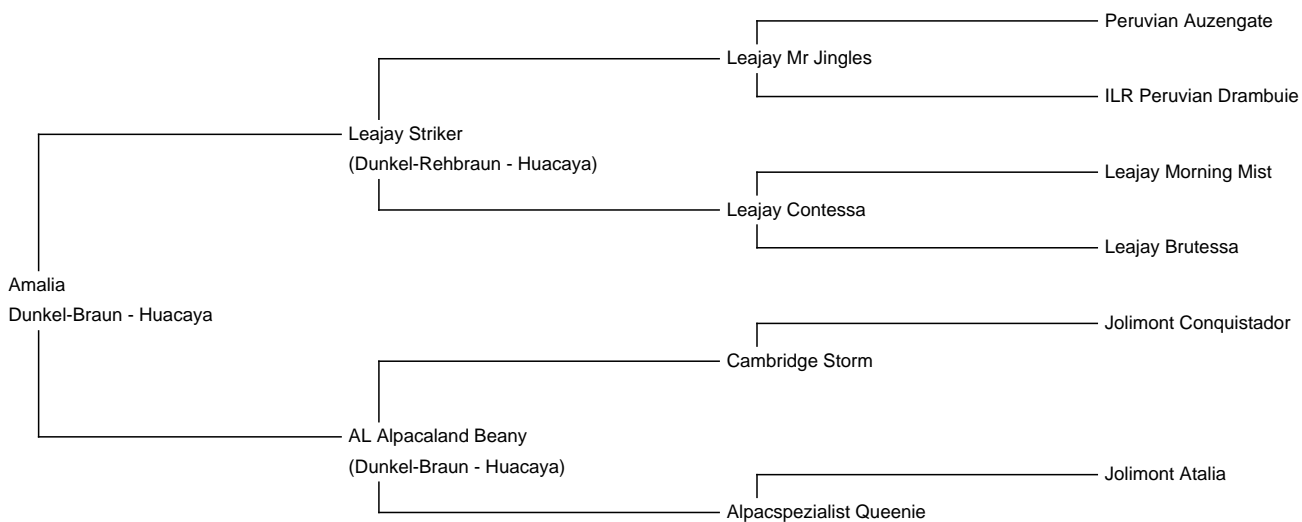 Peruvian Auzengate
Leajay Mr Jingles
ILR Peruvian Drambuie
Leajay Striker
(Dunkel-Rehbraun - Huacaya)
Leajay Morning Mist
Leajay Contessa
Leajay Brutessa
Amalia
Dunkel-Braun - Huacaya
Jolimont Conquistador
Cambridge Storm
AL Alpacaland Beany
(Dunkel-Braun - Huacaya)
Jolimont Atalia
Alpacspezialist Queenie